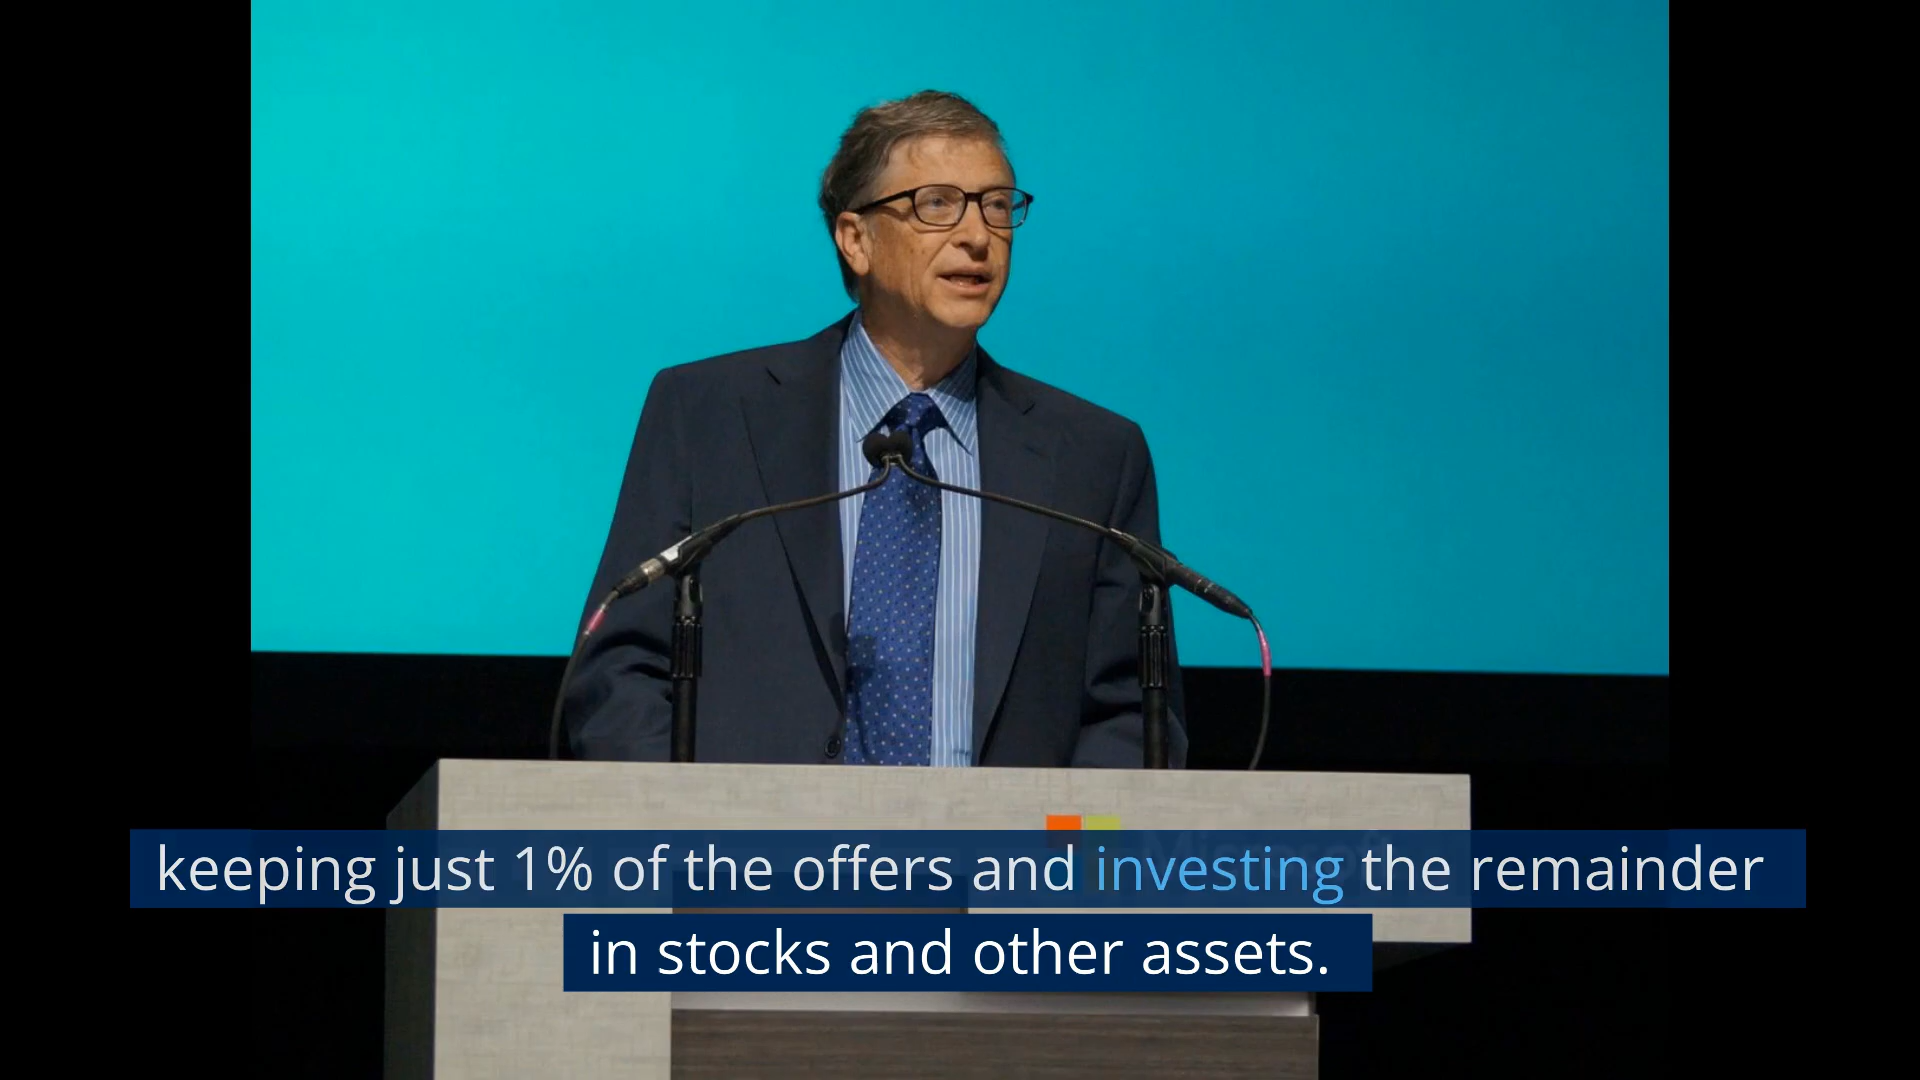 keeping just 1% of the offers and investing the remainder
in stocks and other assets.